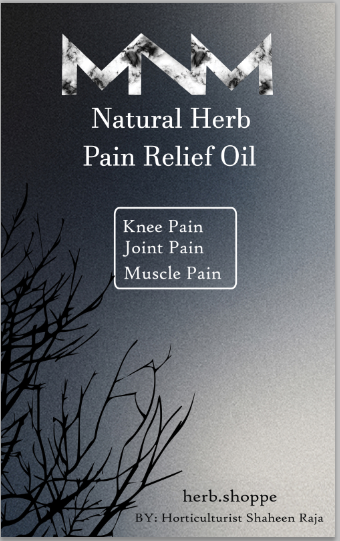 MNM
Natural Herb
Pain Relief Oil
Knee Pain
Joint Pain
Muscle Pain
herb.shoppe
BY: Horticulturist Shaheen Raja